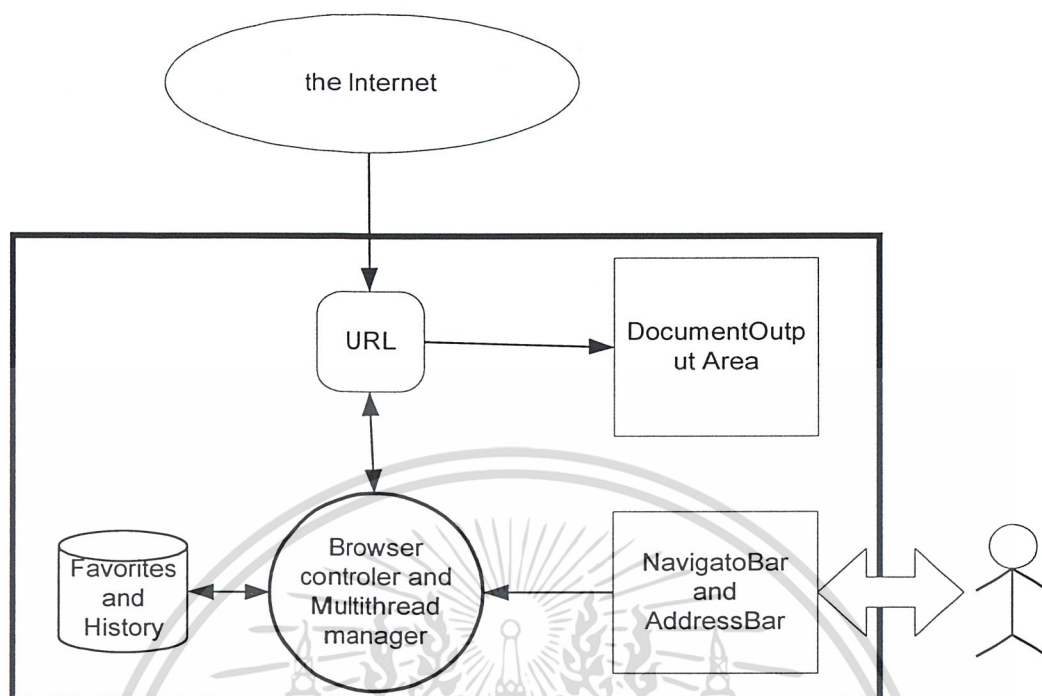 the Internet
URL
DocumentOutp
ut Area
Favorites
and
History
Browser
controler and
Multithread
manager
NavigatoBar
and
AddressBar